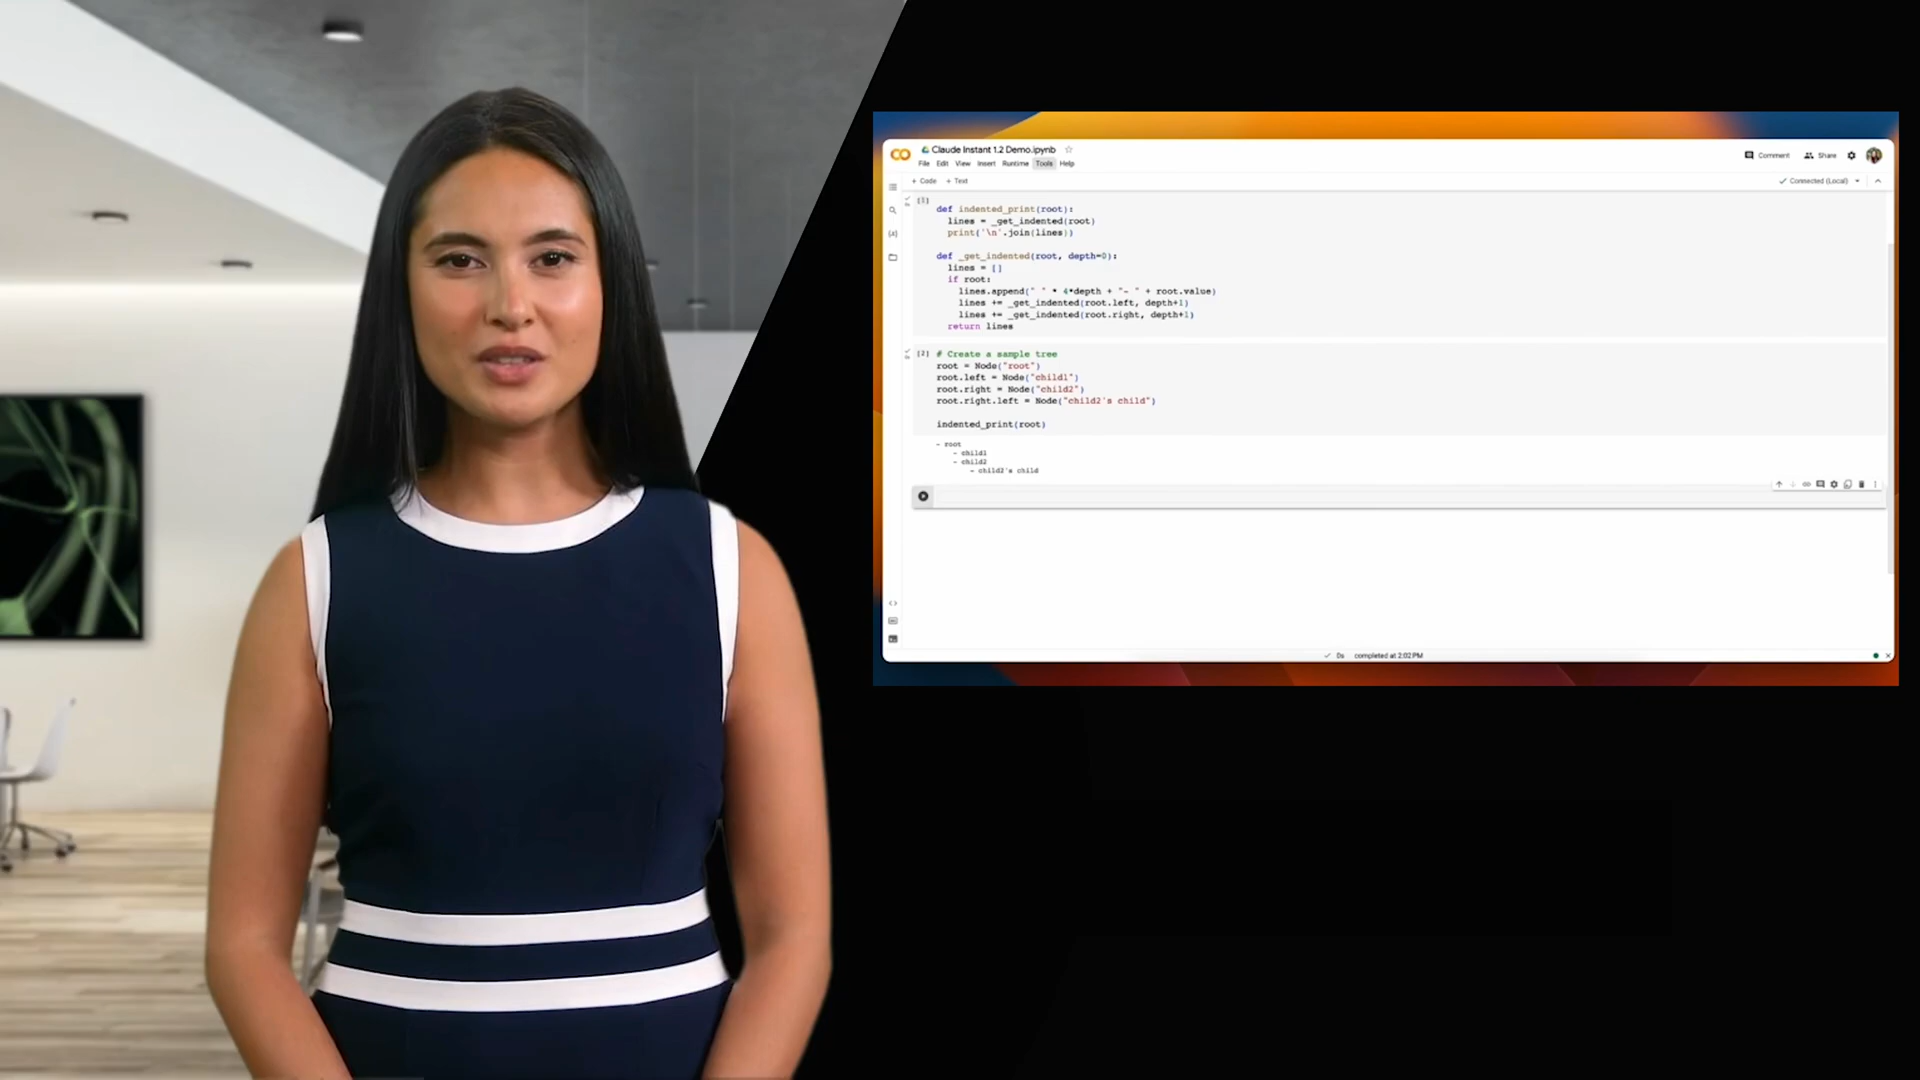 Claude Instant 1.2 Demo.ipynb
File Edit View Insert Runtime Tools Help
Comment Share
+ Code + Text
Connected (Local)
[1]
def indented_print(root):
lines = _get_indented(root)
print('\n'.join(lines))
def _get_indented(root, depth=0):
lines = []
if root:
lines.append(" " * 4*depth + "- " + root.value)
lines += _get_indented(root.left, depth+1)
lines += _get_indented(root.right, depth+1)
return lines
[2] # Create a sample tree
root = Node("root")
root.left = Node("child1")
root.right = Node("child2")
root.right.left = Node("child2's child")
indented_print(root)
- root
- child1
- child2
- child2's child
0s completed at 2:02 PM